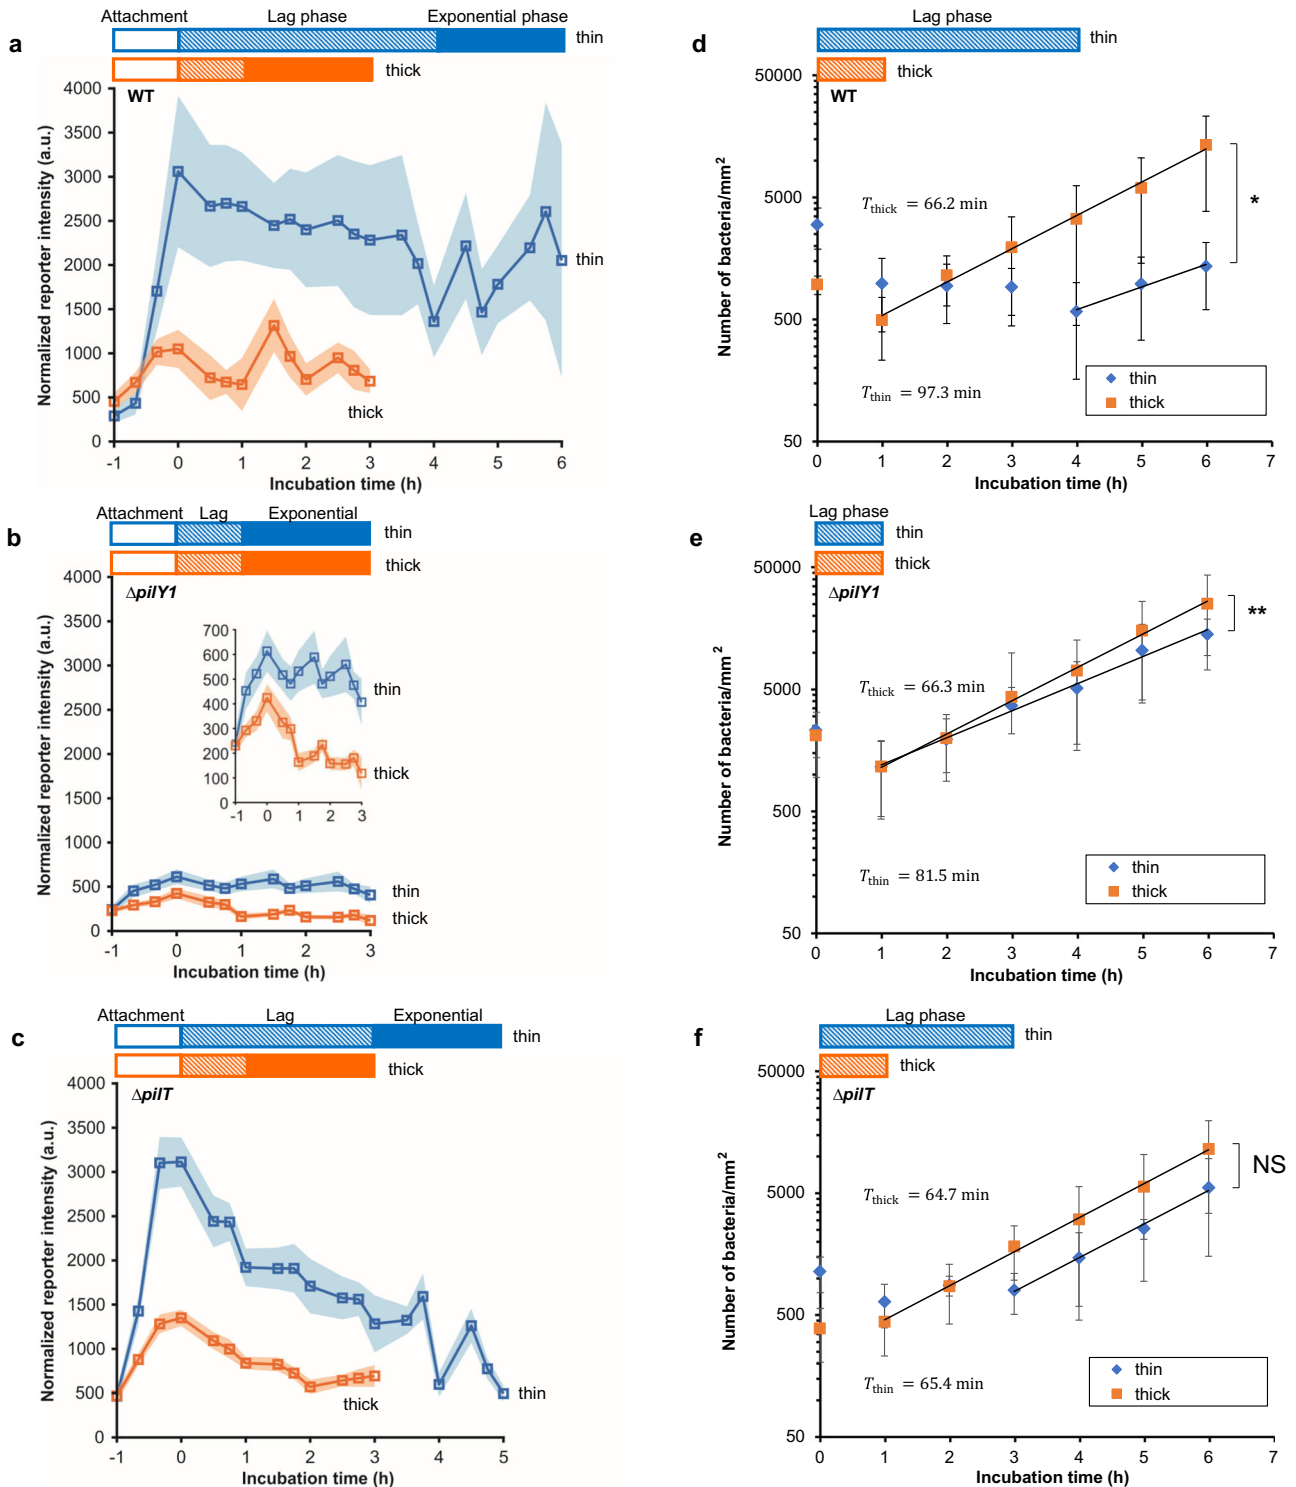 Attachment Lag phase Exponential phase
a
thin
thick
WT
4000
3500
3000
2500
2000
1500
1000
500
0
thin
thick
-1 0 1 2 3 4 5 6
Incubation time (h)
Normalized reporter intensity (a.u.)
Lag phase
d
thin
thick
WT
50000
5000
500
50
T thick = 66.2 min
T thin = 97.3 min
*
thin
thick
0 1 2 3 4 5 6 7
Incubation time (h)
Number of bacteria/mm2
Attachment Lag Exponential
b
thin
thick
ΔpilY1
4000
3500
3000
2500
2000
1500
1000
500
0
700
600
500
400
300
200
100
0
thin
thick
-1 0 1 2 3
thin
thick
-1 0 1 2 3
Incubation time (h)
Normalized reporter intensity (a.u.)
Lag phase
e
thin
thick
ΔpilY1
50000
5000
500
50
T thick = 66.3 min
T thin = 81.5 min
**
thin
thick
0 1 2 3 4 5 6 7
Incubation time (h)
Number of bacteria/mm2
Attachment Lag Exponential
c
thin
thick
ΔpilT
4000
3500
3000
2500
2000
1500
1000
500
0
thin
thick
-1 0 1 2 3 4 5
Incubation time (h)
Normalized reporter intensity (a.u.)
Lag phase
f
thin
thick
ΔpilT
50000
5000
500
50
T thick = 64.7 min
T thin = 65.4 min
NS
thin
thick
0 1 2 3 4 5 6 7
Incubation time (h)
Number of bacteria/mm2